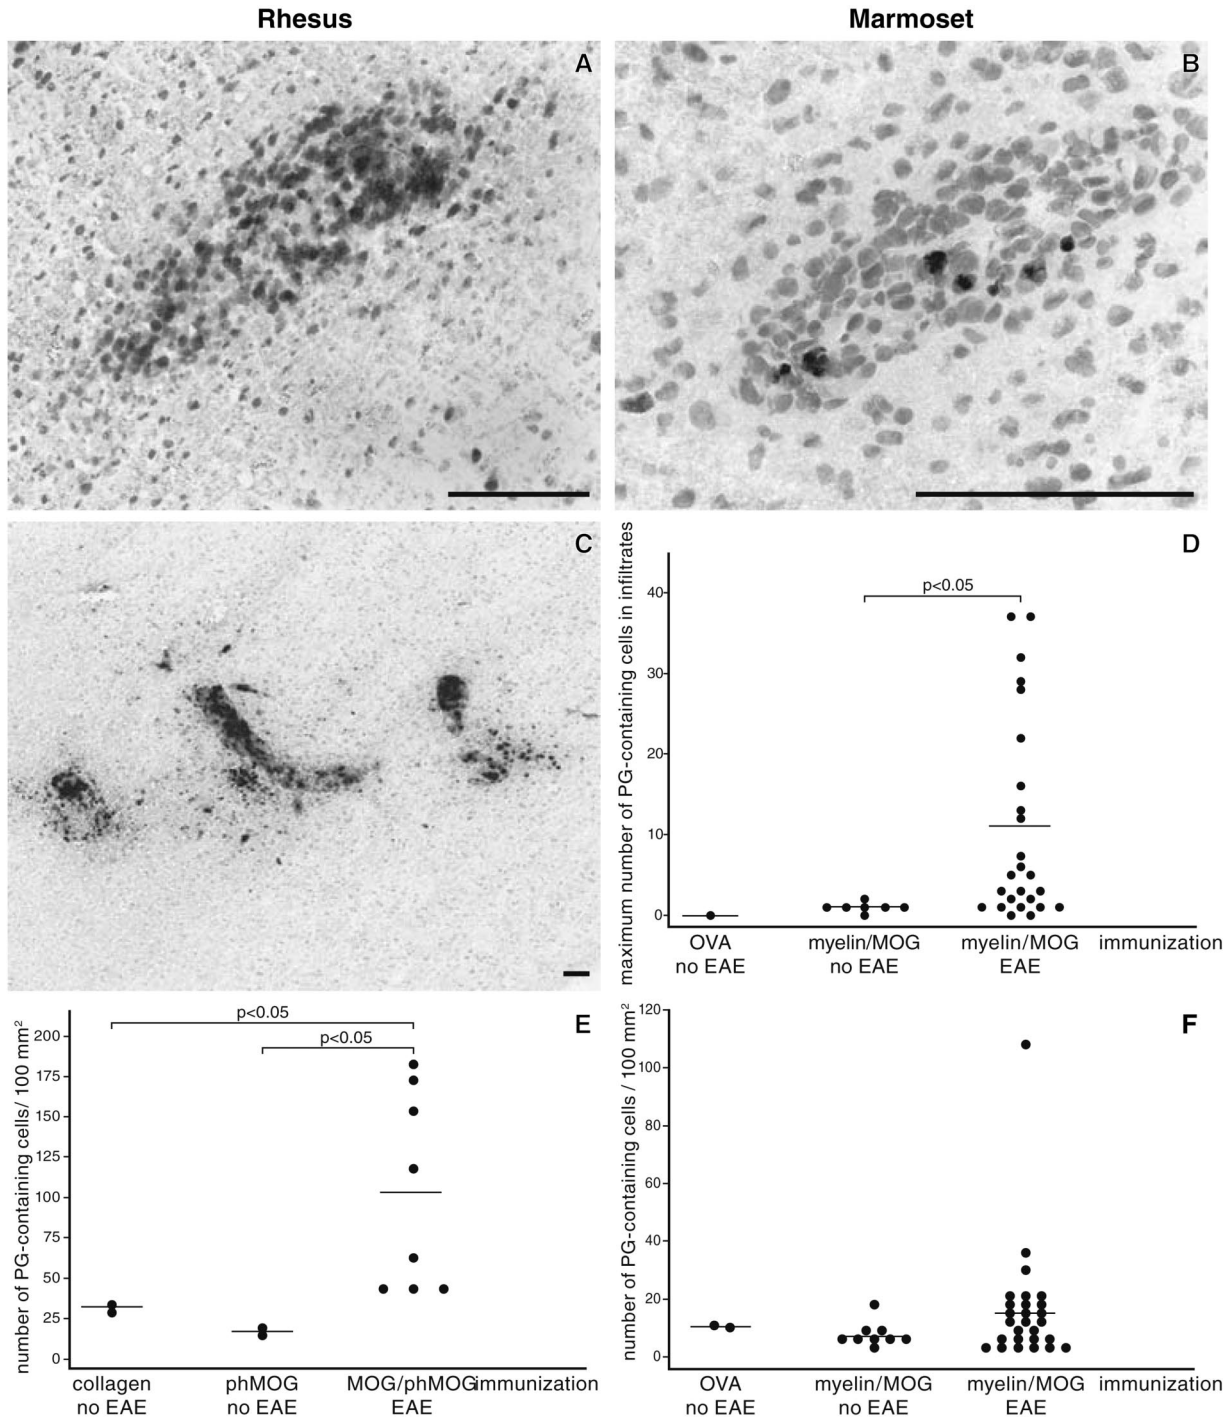 Rhesus
Marmoset
A
B
C
D
maximum number of PG-containing cells in infiltrates
40
30
20
10
0
p<0.05
OVA
no EAE
myelin/MOG
no EAE
myelin/MOG
EAE
immunization
E
number of PG-containing cells/ 100 mm²
200
175
150
125
100
75
50
25
0
p<0.05
p<0.05
collagen
no EAE
phMOG
no EAE
MOG/phMOG
EAE
immunization
F
number of PG-containing cells / 100 mm²
120
100
80
60
40
20
0
OVA
no EAE
myelin/MOG
no EAE
myelin/MOG
EAE
immunization